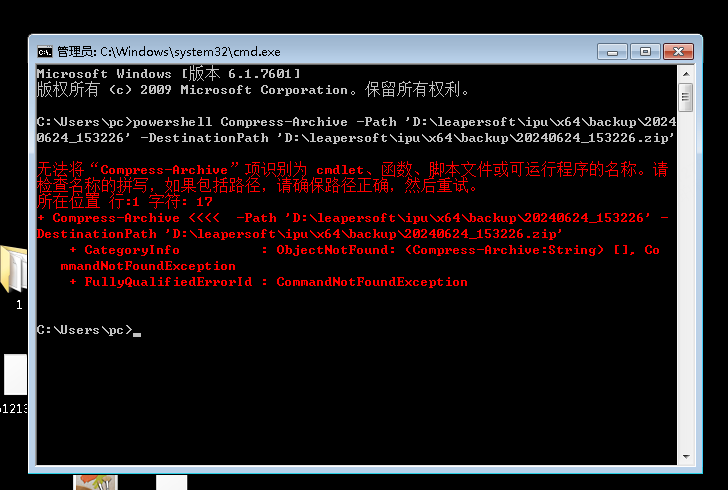 管理员: C:\Windows\system32\cmd.exe
Microsoft Windows [版本 6.1.7601]
版权所有 (c) 2009 Microsoft Corporation。保留所有权利。
C:\Users\pc>powershell Compress-Archive -Path 'D:\leapersoft\ipu\x64\backup\2024
0624_153226' -DestinationPath 'D:\leapersoft\ipu\x64\backup\20240624_153226.zip'
无法将“Compress-Archive”项识别为 cmdlet、函数、脚本文件或可运行程序的名称。请
检查名称的拼写，如果包括路径，请确保路径正确，然后重试。
所在位置 行:1 字符: 17
+ Compress-Archive <<<<  -Path 'D:\leapersoft\ipu\x64\backup\20240624_153226' -
DestinationPath 'D:\leapersoft\ipu\x64\backup\20240624_153226.zip'
+ CategoryInfo          : ObjectNotFound: (Compress-Archive:String) [], Co
mmandNotFoundException
+ FullyQualifiedErrorId : CommandNotFoundException
C:\Users\pc>
1